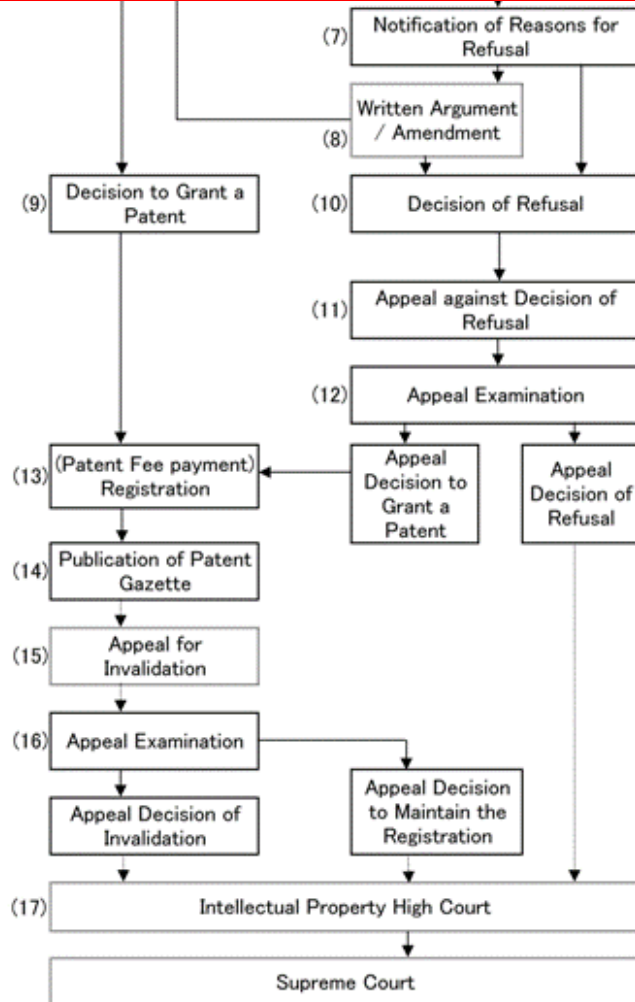 (7)
Notification of Reasons for
Refusal
(8)
Written Argument
/ Amendment
(9)
Decision to Grant a
Patent
(10)
Decision of Refusal
(11)
Appeal against Decision of
Refusal
(12)
Appeal Examination
(13)
(Patent Fee payment)
Registration
Appeal
Decision to
Grant a
Patent
Appeal
Decision of
Refusal
(14)
Publication of Patent
Gazette
(15)
Appeal for
Invalidation
(16)
Appeal Examination
Appeal Decision of
Invalidation
Appeal Decision
to Maintain the
Registration
(17)
Intellectual Property High Court
Supreme Court